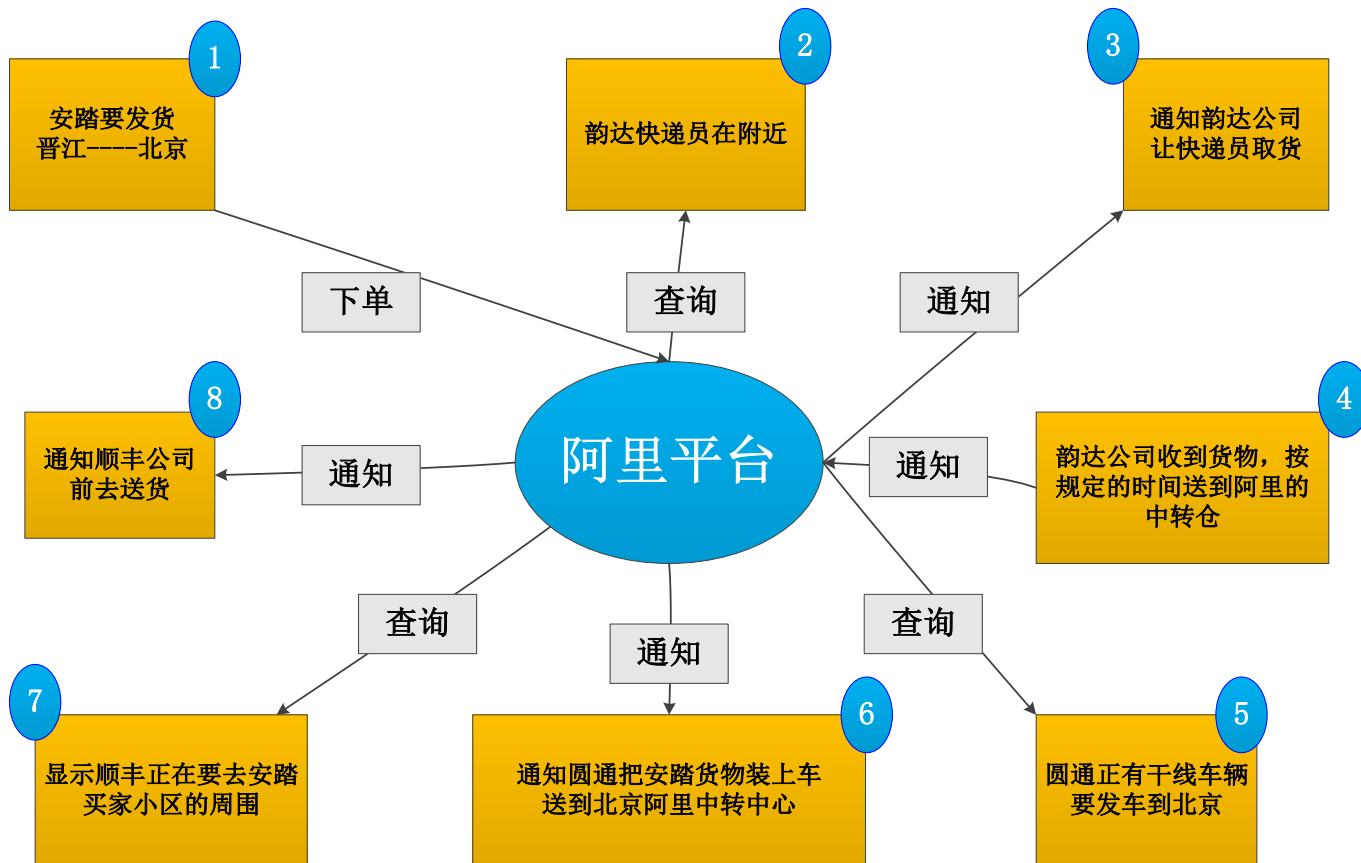 1
安踏要发货
晋江----北京
2
韵达快递员在附近
3
通知韵达公司
让快递员取货
下单
查询
通知
8
通知顺丰公司
前去送货
通知
阿里平台
通知
4
韵达公司收到货物，按
规定的时间送到阿里的
中转仓
查询
通知
查询
7
显示顺丰正在要去安踏
买家小区的周围
6
通知圆通把安踏货物装上车
送到北京阿里中转中心
5
圆通正有干线车辆
要发车到北京